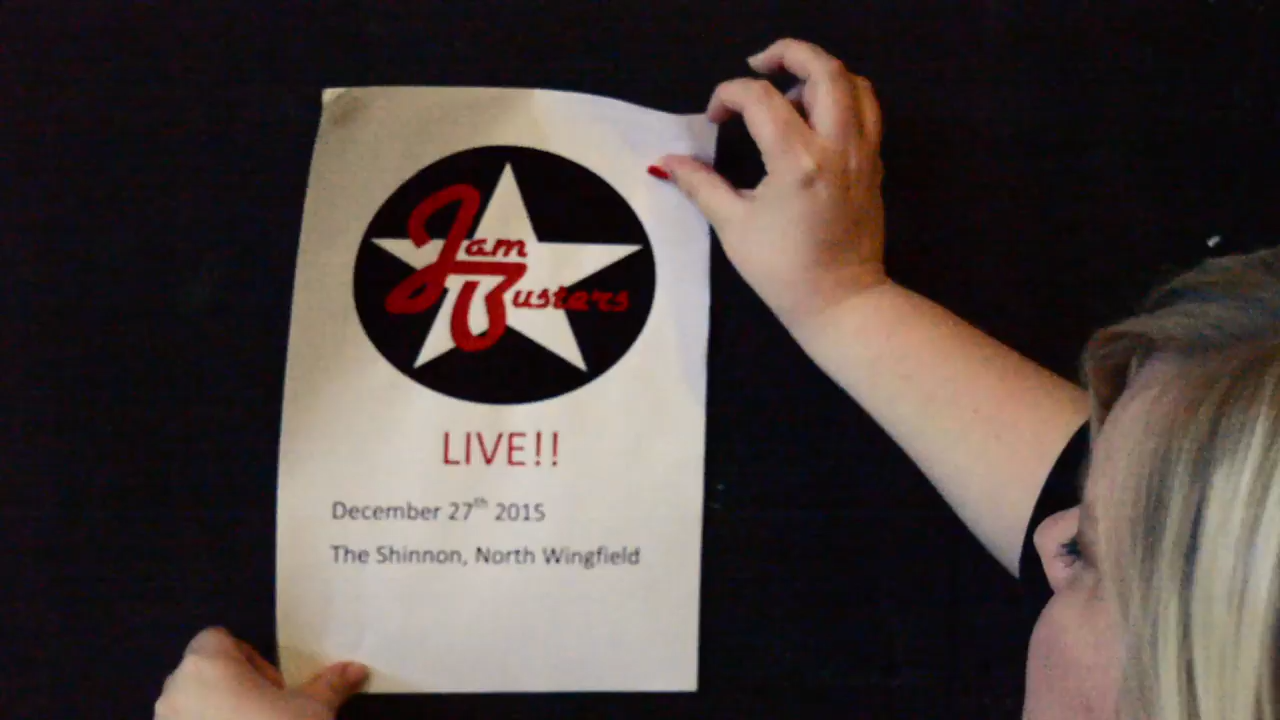 Jam
Busters
LIVE!!
December 27th 2015
The Shinnon, North Wingfield